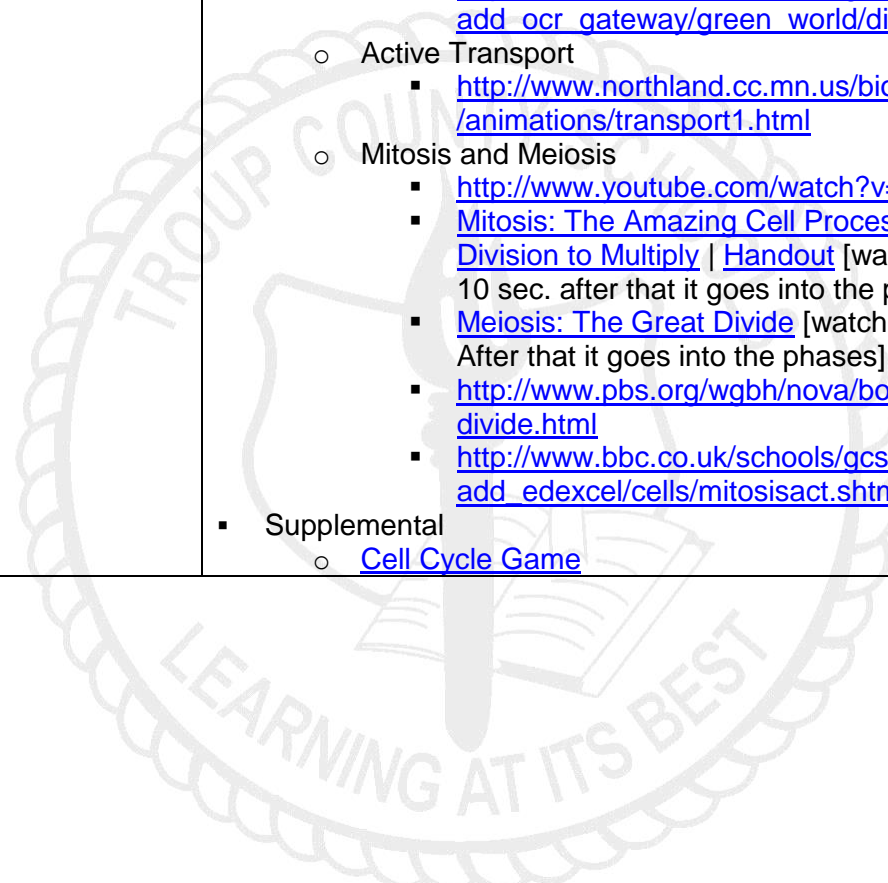 add_ocr_gateway/green_world/di
o Active Transport
▪ http://www.northland.cc.mn.us/bio
/animations/transport1.html
o Mitosis and Meiosis
▪ http://www.youtube.com/watch?v=
▪ Mitosis: The Amazing Cell Proces
Division to Multiply | Handout [wa
10 sec. after that it goes into the p
▪ Meiosis: The Great Divide [watch
After that it goes into the phases]
▪ http://www.pbs.org/wgbh/nova/bo
divide.html
▪ http://www.bbc.co.uk/schools/gcs
add_edexcel/cells/mitosisact.shtm
▪ Supplemental
o Cell Cycle Game
TROUP COUNTY SCHOOLS
LEARNING AT ITS BEST